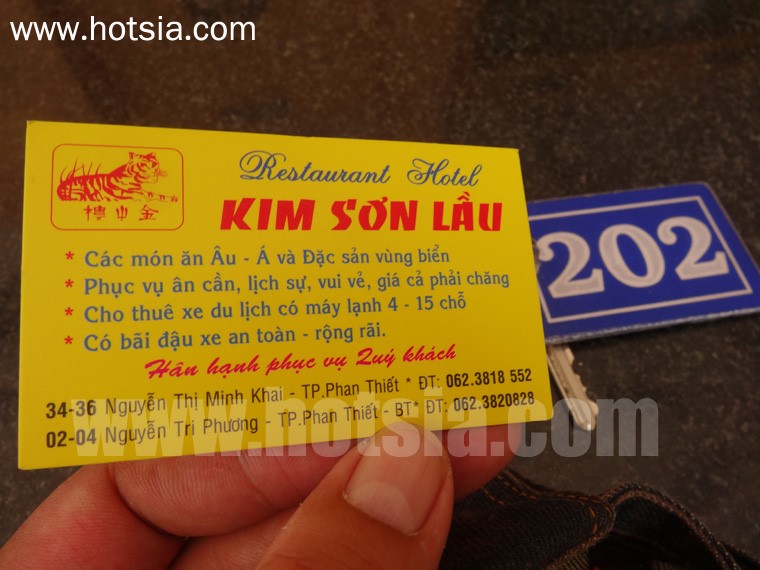 www.hotsia.com
Restaurant Hotel
KIM SƠN LẦU
樓山金
* Các món ăn Âu - Á và Đặc sản vùng biển
* Phục vụ ân cần, lịch sự, vui vẻ, giá cả phải chăng
* Cho thuê xe du lịch có máy lạnh 4 - 15 chỗ
* Có bãi đậu xe an toàn - rộng rãi.
Hân hạnh phục vụ Quý khách
34-36 Nguyễn Thị Minh Khai - TP.Phan Thiết * ĐT: 062.3818 552
02-04 Nguyễn Tri Phương - TP.Phan Thiết - BT* ĐT: 062.3820828
202
www.hotsia.com